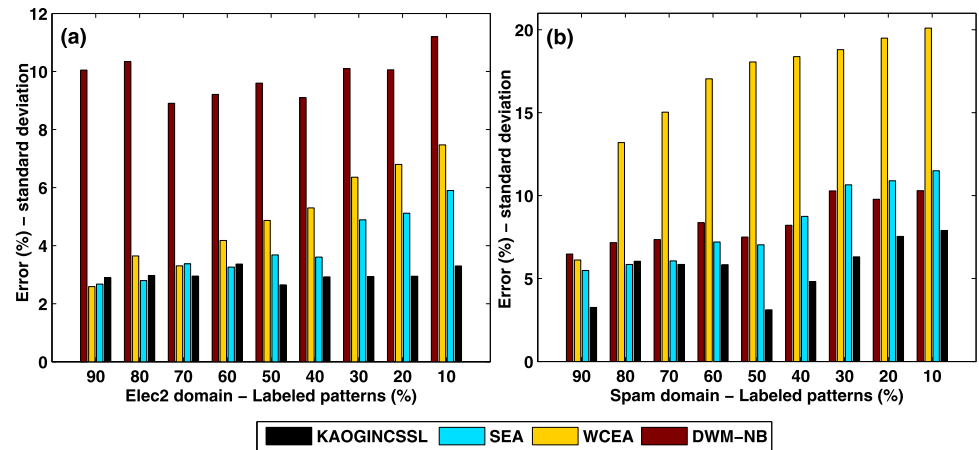 (a)
Error (%) − standard deviation
12
10
8
6
4
2
0
90 80 70 60 50 40 30 20 10
Elec2 domain − Labeled patterns (%)
(b)
Error (%) − standard deviation
20
15
10
5
0
90 80 70 60 50 40 30 20 10
Spam domain − Labeled patterns (%)
KAOGINCSSL SEA WCEA DWM−NB